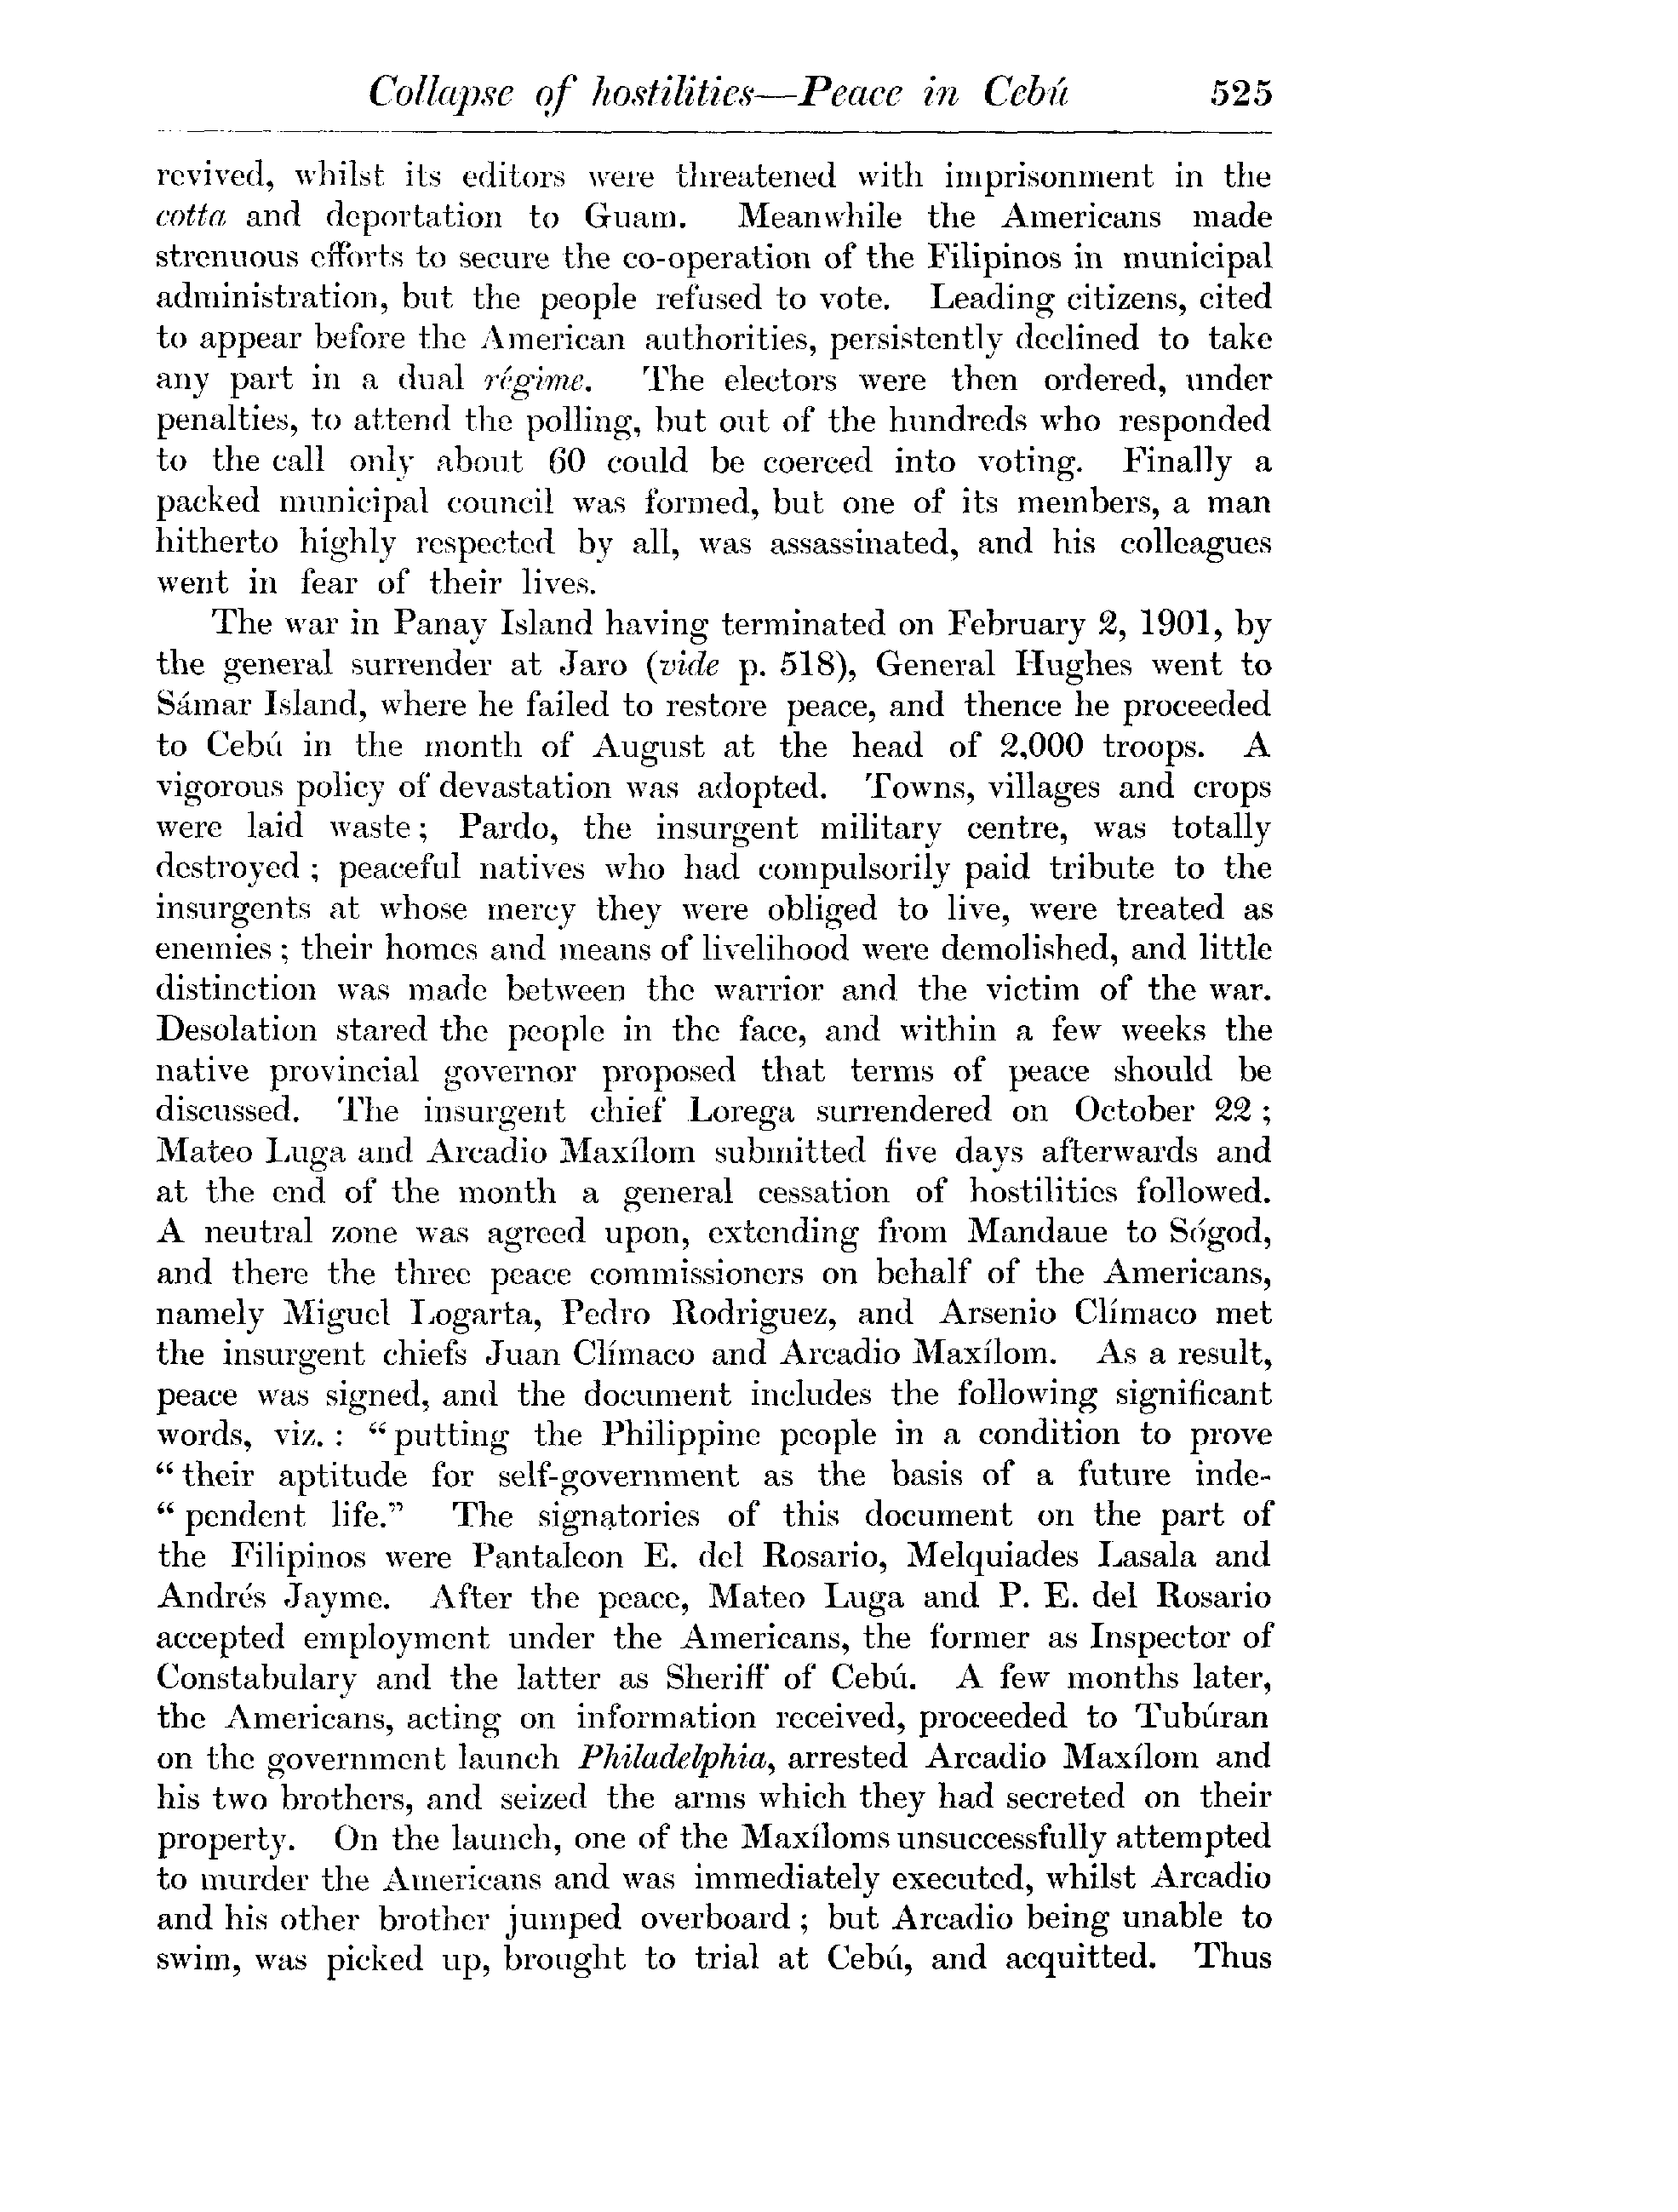 Collapse of hostilities—Peace in Cebú 525
revived, whilst its editors were threatened with imprisonment in the
cotta and deportation to Guam. Meanwhile the Americans made
strenuous efforts to secure the co-operation of the Filipinos in municipal
administration, but the people refused to vote. Leading citizens, cited
to appear before the American authorities, persistently declined to take
any part in a dual régime. The electors were then ordered, under
penalties, to attend the polling, but out of the hundreds who responded
to the call only about 60 could be coerced into voting. Finally a
packed municipal council was formed, but one of its members, a man
hitherto highly respected by all, was assassinated, and his colleagues
went in fear of their lives.
The war in Panay Island having terminated on February 2, 1901, by
the general surrender at Jaro (vide p. 518), General Hughes went to
Sámar Island, where he failed to restore peace, and thence he proceeded
to Cebú in the month of August at the head of 2,000 troops. A
vigorous policy of devastation was adopted. Towns, villages and crops
were laid waste; Pardo, the insurgent military centre, was totally
destroyed; peaceful natives who had compulsorily paid tribute to the
insurgents at whose mercy they were obliged to live, were treated as
enemies; their homes and means of livelihood were demolished, and little
distinction was made between the warrior and the victim of the war.
Desolation stared the people in the face, and within a few weeks the
native provincial governor proposed that terms of peace should be
discussed. The insurgent chief Lorega surrendered on October 22;
Mateo Luga and Arcadio Maxílom submitted five days afterwards and
at the end of the month a general cessation of hostilities followed.
A neutral zone was agreed upon, extending from Mandaue to Sógod,
and there the three peace commissioners on behalf of the Americans,
namely Miguel Logarta, Pedro Rodriguez, and Arsenio Clímaco met
the insurgent chiefs Juan Clímaco and Arcadio Maxílom. As a result,
peace was signed, and the document includes the following significant
words, viz.: "putting the Philippine people in a condition to prove
"their aptitude for self-government as the basis of a future inde-
"pendent life." The signatories of this document on the part of
the Filipinos were Pantaleon E. del Rosario, Melquiades Lasala and
Andrés Jayme. After the peace, Mateo Luga and P. E. del Rosario
accepted employment under the Americans, the former as Inspector of
Constabulary and the latter as Sheriff of Cebú. A few months later,
the Americans, acting on information received, proceeded to Tubúran
on the government launch Philadelphia, arrested Arcadio Maxílom and
his two brothers, and seized the arms which they had secreted on their
property. On the launch, one of the Maxíloms unsuccessfully attempted
to murder the Americans and was immediately executed, whilst Arcadio
and his other brother jumped overboard; but Arcadio being unable to
swim, was picked up, brought to trial at Cebú, and acquitted. Thus